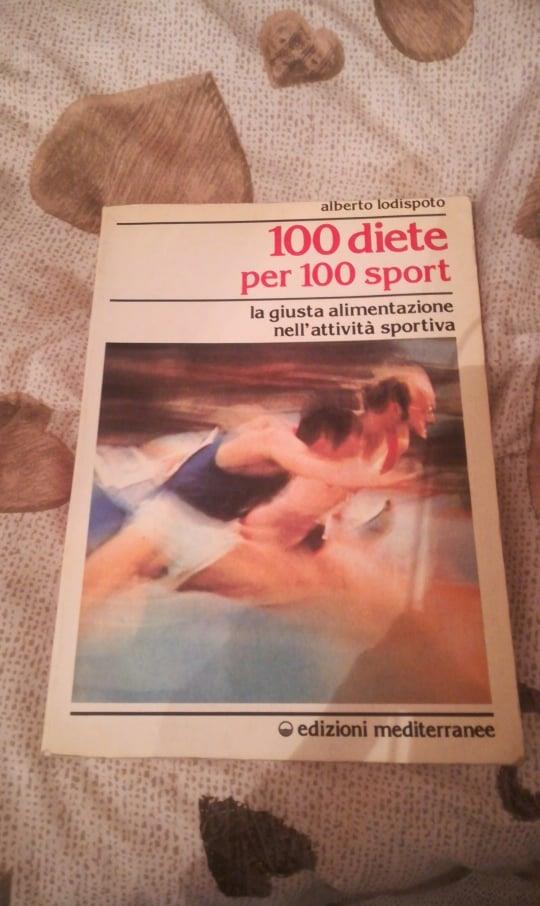 alberto lodispoto
100 diete
per 100 sport
la giusta alimentazione
nell'attività sportiva
edizioni mediterranee